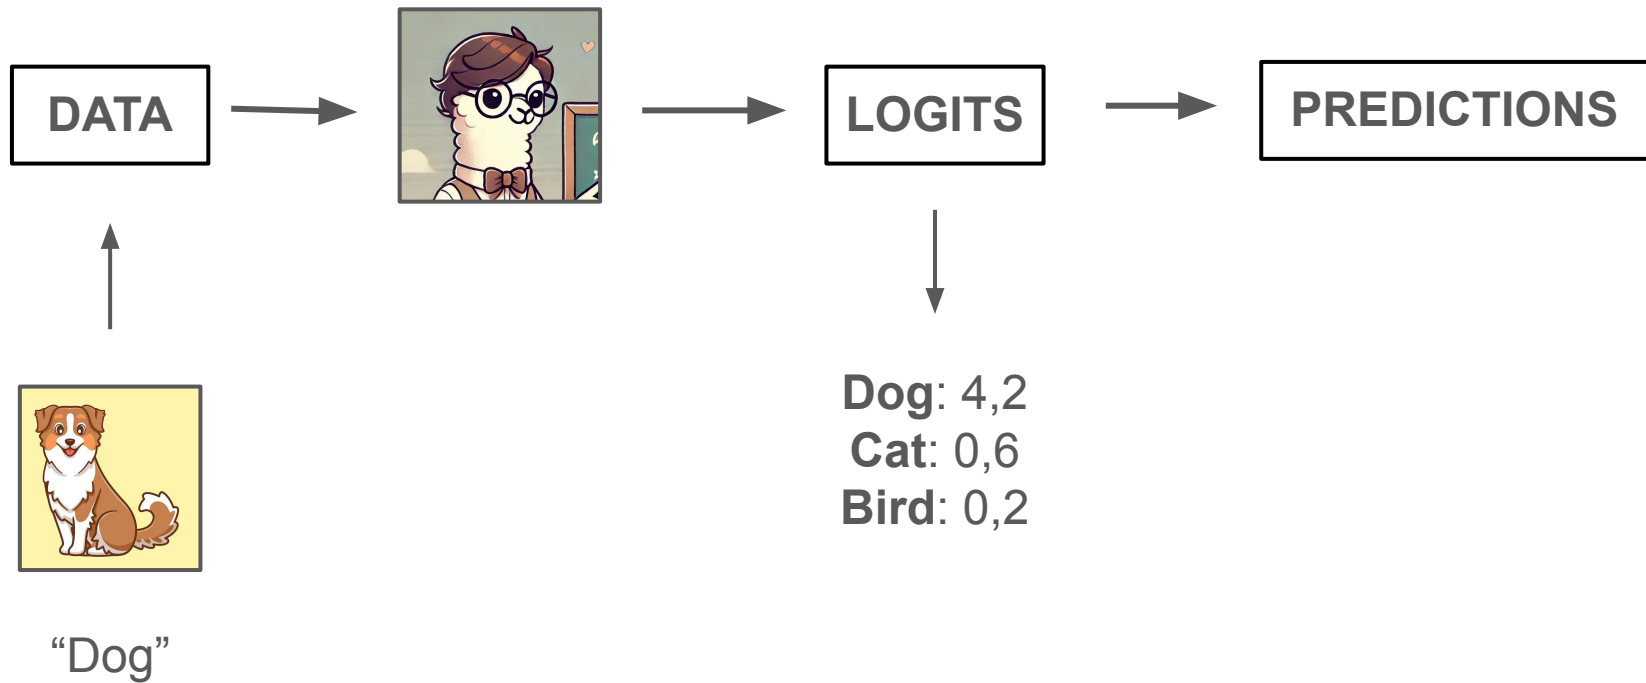 DATA
LOGITS
PREDICTIONS
Dog: 4,2
Cat: 0,6
Bird: 0,2
“Dog”